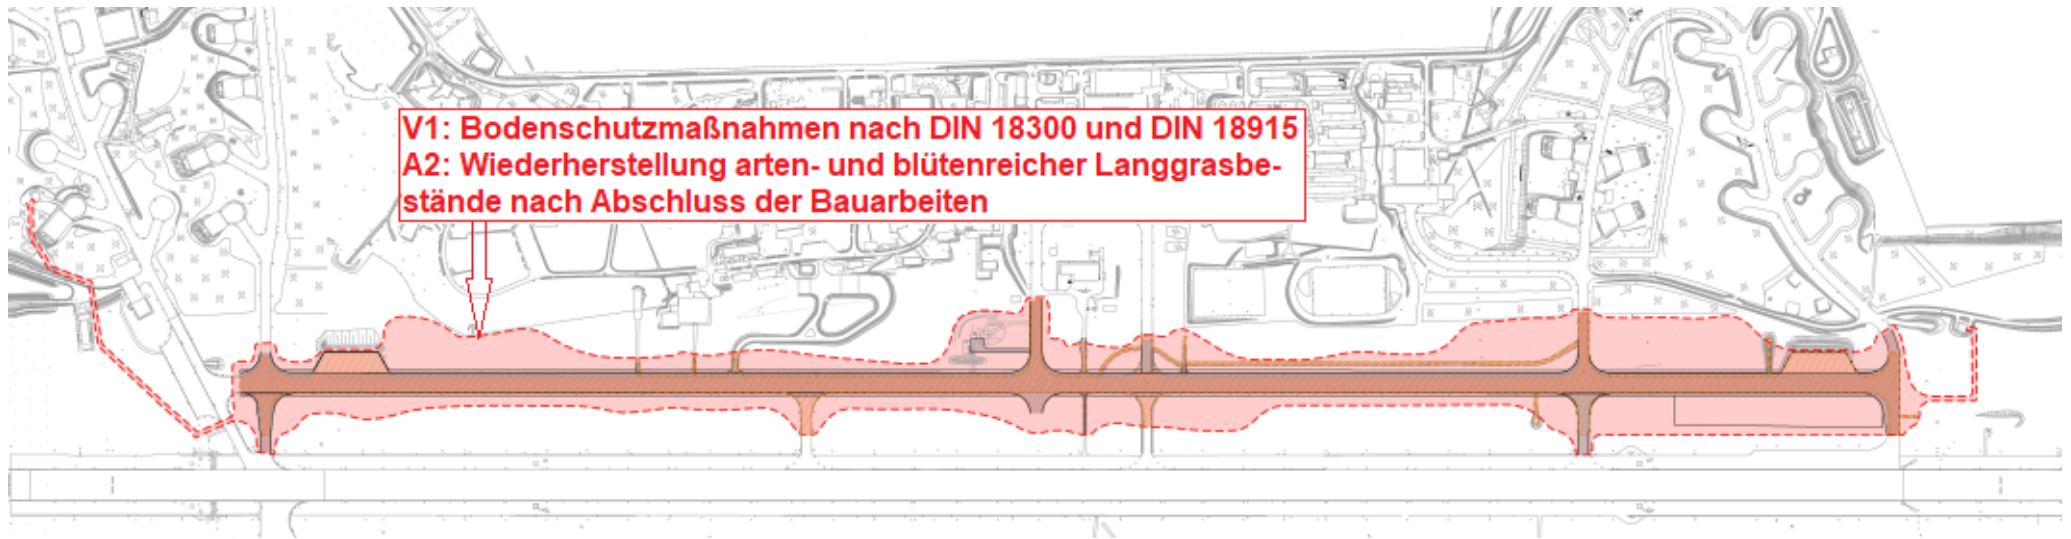 V1: Bodenschutzmaßnahmen nach DIN 18300 und DIN 18915
A2: Wiederherstellung arten- und blütenreicher Langgrasbe-
stände nach Abschluss der Bauarbeiten